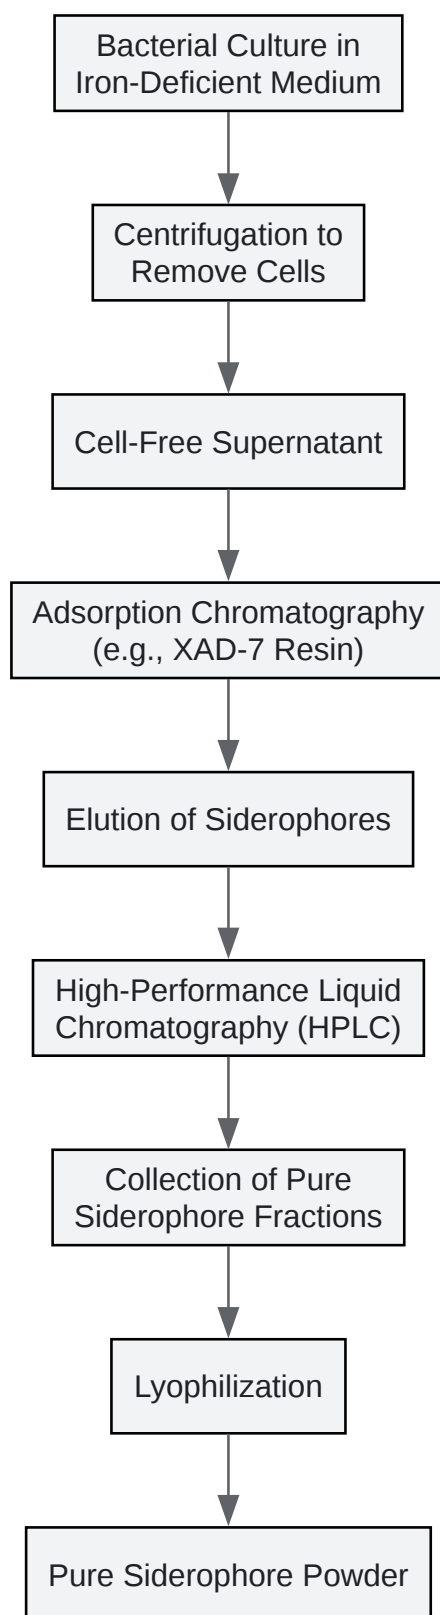 Bacterial Culture in
Iron-Deficient Medium
Centrifugation to
Remove Cells
Cell-Free Supernatant
Adsorption Chromatography
(e.g., XAD-7 Resin)
Elution of Siderophores
High-Performance Liquid
Chromatography (HPLC)
Collection of Pure
Siderophore Fractions
Lyophilization
Pure Siderophore Powder